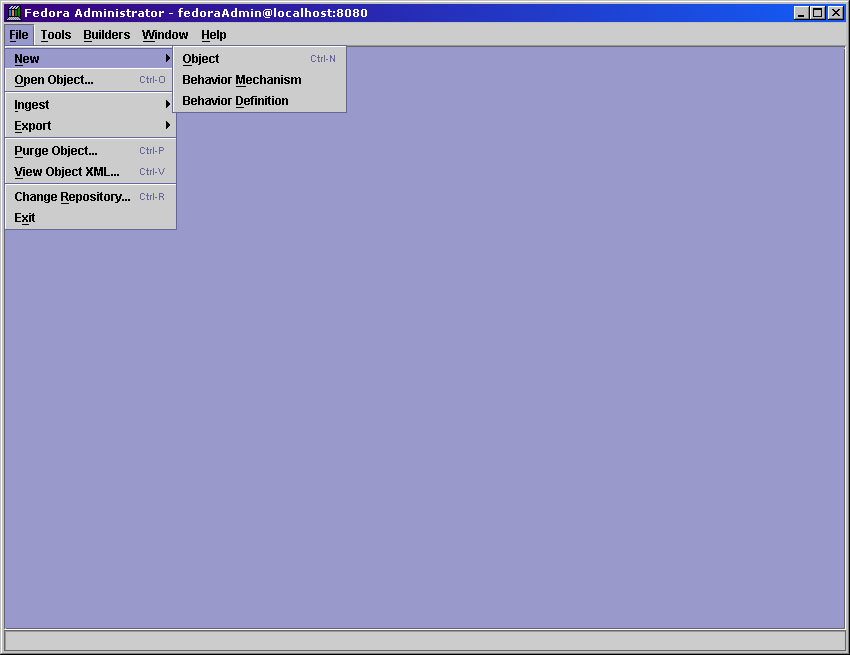 Fedora Administrator - fedoraAdmin@localhost:8080
File Tools Builders Window Help
New
Open Object... Ctrl-O
Ingest
Export
Purge Object... Ctrl-P
View Object XML... Ctrl-V
Change Repository... Ctrl-R
Exit
Object Ctrl-N
Behavior Mechanism
Behavior Definition